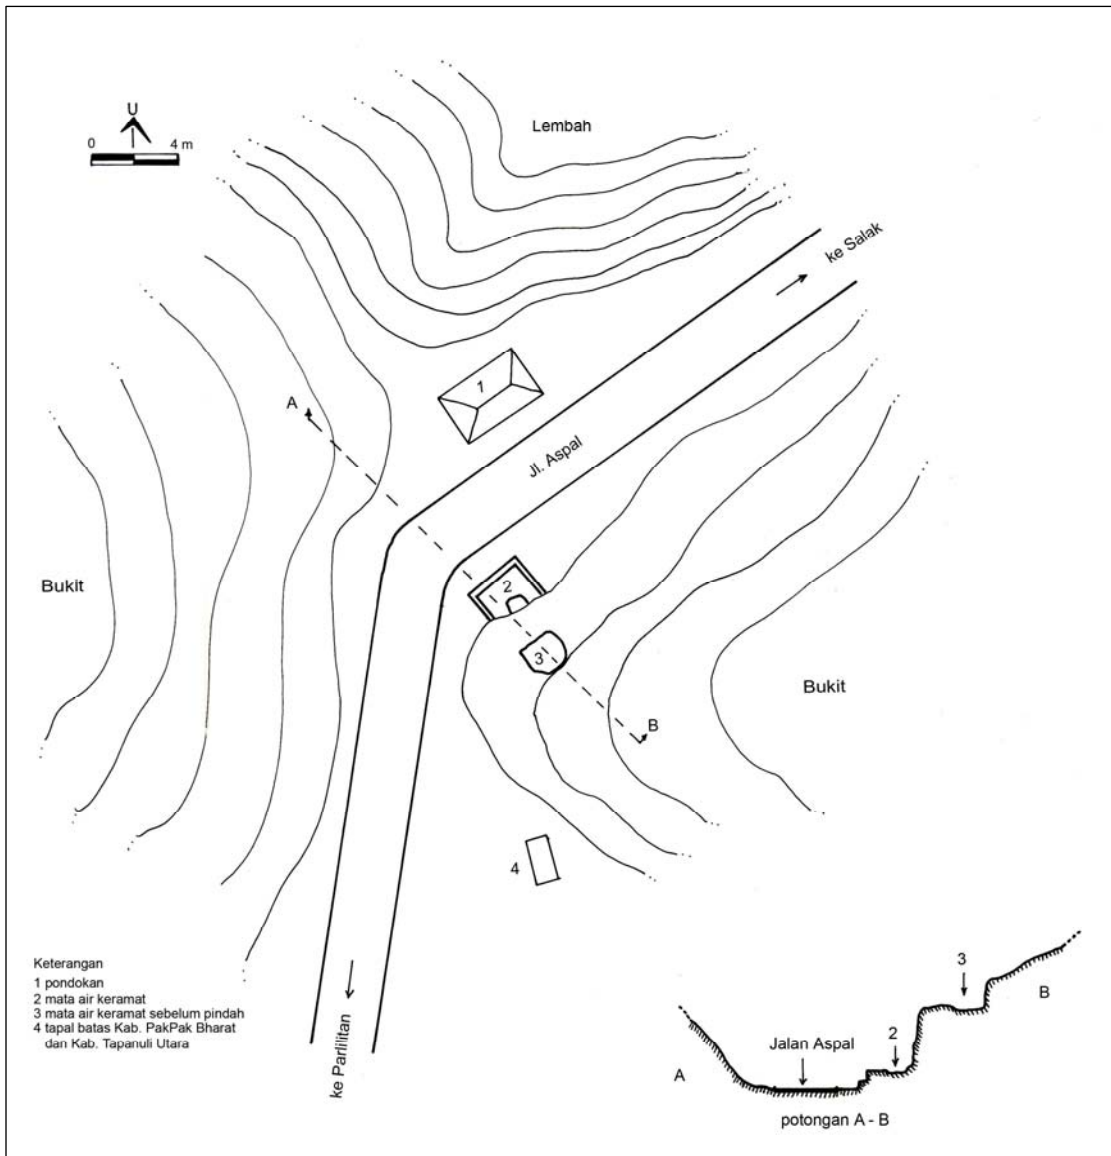 U
0 4 m
Lembah
ke Salak
1
A
Jl. Aspal
Bukit
2
3
Bukit
B
4
Keterangan
1 pondokan
2 mata air keramat
3 mata air keramat sebelum pindah
4 tapal batas Kab. PakPak Bharat
dan Kab. Tapanuli Utara
ke Parlilitan
3
B
2
Jalan Aspal
A
potongan A - B